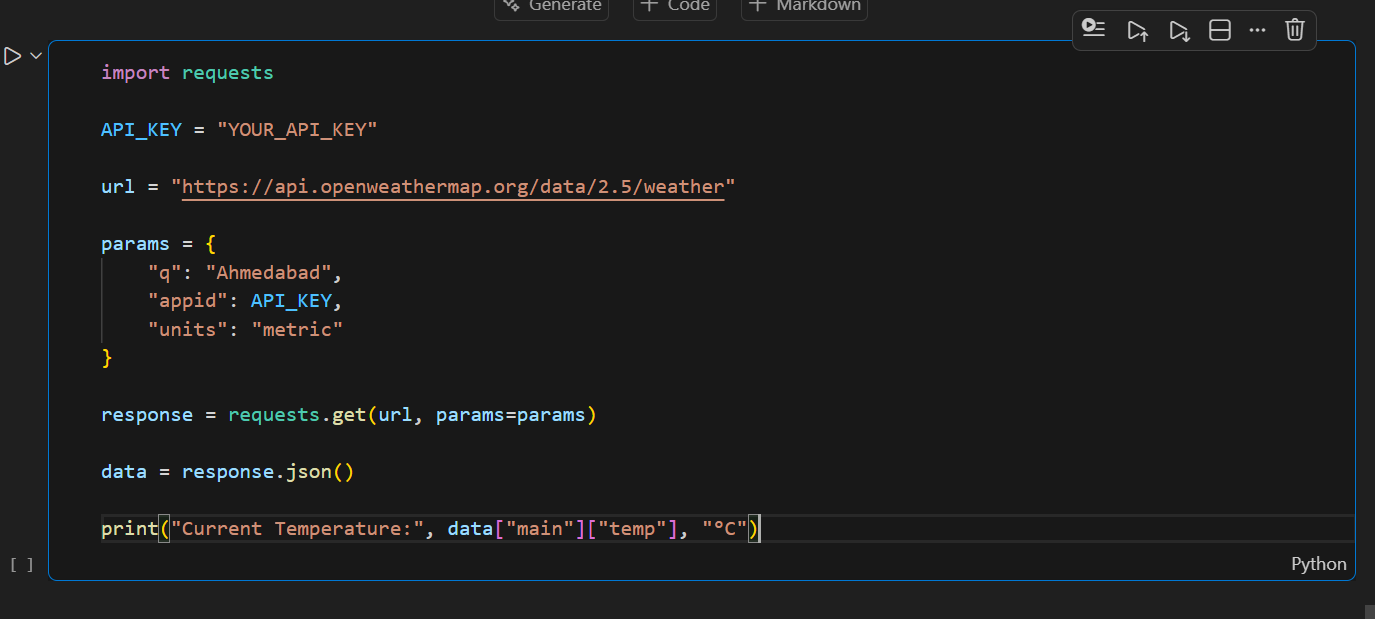 Generate + Code + Markdown
import requests
API_KEY = "YOUR_API_KEY"
url = "https://api.openweathermap.org/data/2.5/weather"
params = {
    "q": "Ahmedabad",
    "appid": API_KEY,
    "units": "metric"
}
response = requests.get(url, params=params)
data = response.json()
print("Current Temperature:", data["main"]["temp"], "°C")
[ ]
Python